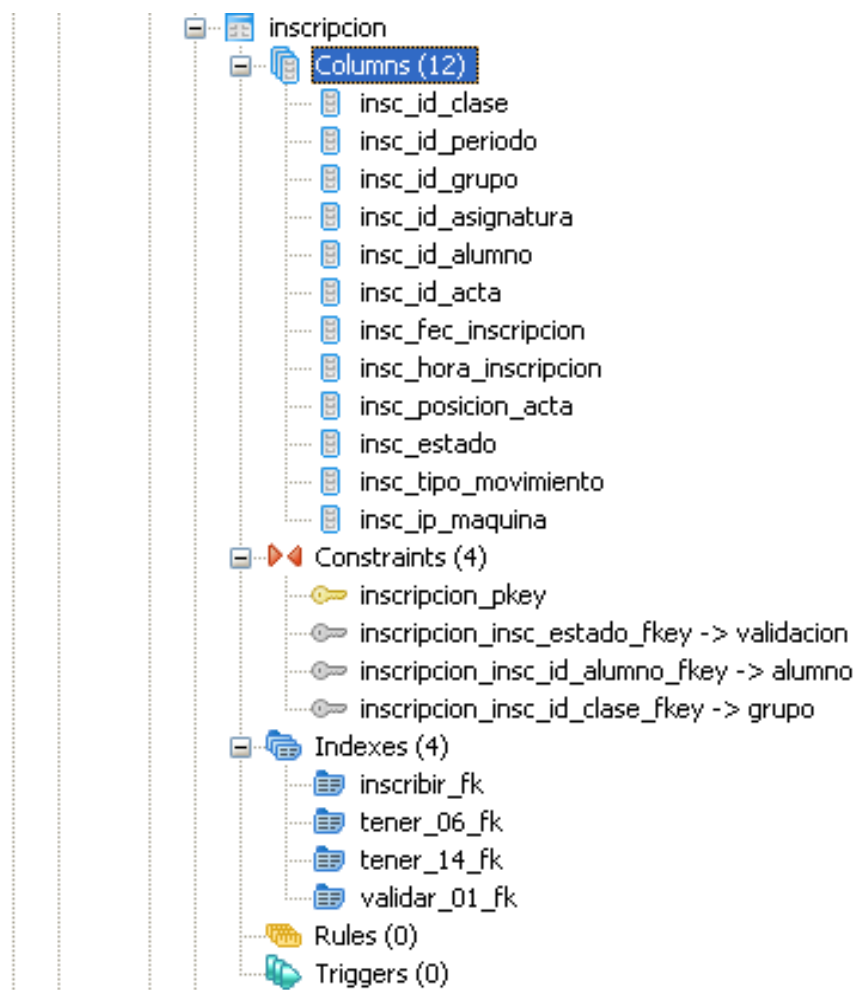 inscripcion
Columns (12)
insc_id_clase
insc_id_periodo
insc_id_grupo
insc_id_asignatura
insc_id_alumno
insc_id_acta
insc_fec_inscripcion
insc_hora_inscripcion
insc_posicion_acta
insc_estado
insc_tipo_movimiento
insc_ip_maquina
Constraints (4)
inscripcion_pkey
inscripcion_insc_estado_fkey -> validacion
inscripcion_insc_id_alumno_fkey -> alumno
inscripcion_insc_id_clase_fkey -> grupo
Indexes (4)
inscribir_fk
tener_06_fk
tener_14_fk
validar_01_fk
Rules (0)
Triggers (0)